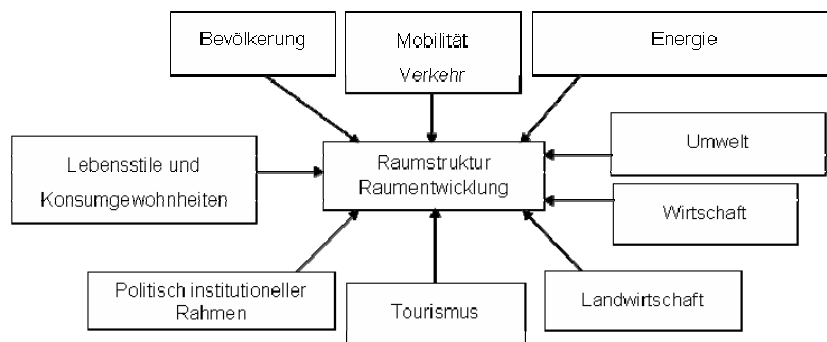 Bevölkerung
Mobilität
Verkehr
Energie
Lebensstile und
Konsumgewohnheiten
Raumstruktur
Raumentwicklung
Umwelt
Wirtschaft
Politisch institutioneller
Rahmen
Tourismus
Landwirtschaft